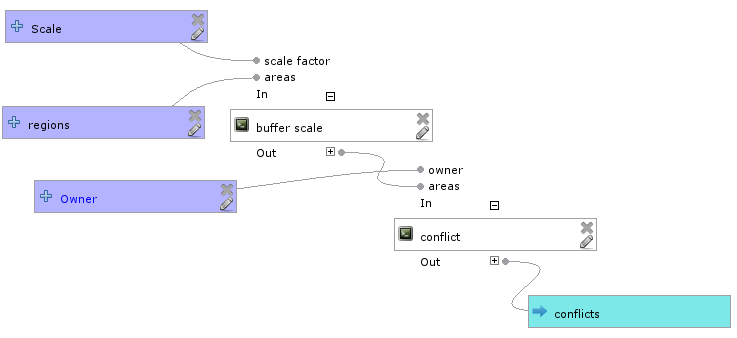 Scale
scale factor
areas
In
regions
buffer scale
Out
owner
areas
Owner
In
conflict
Out
conflicts